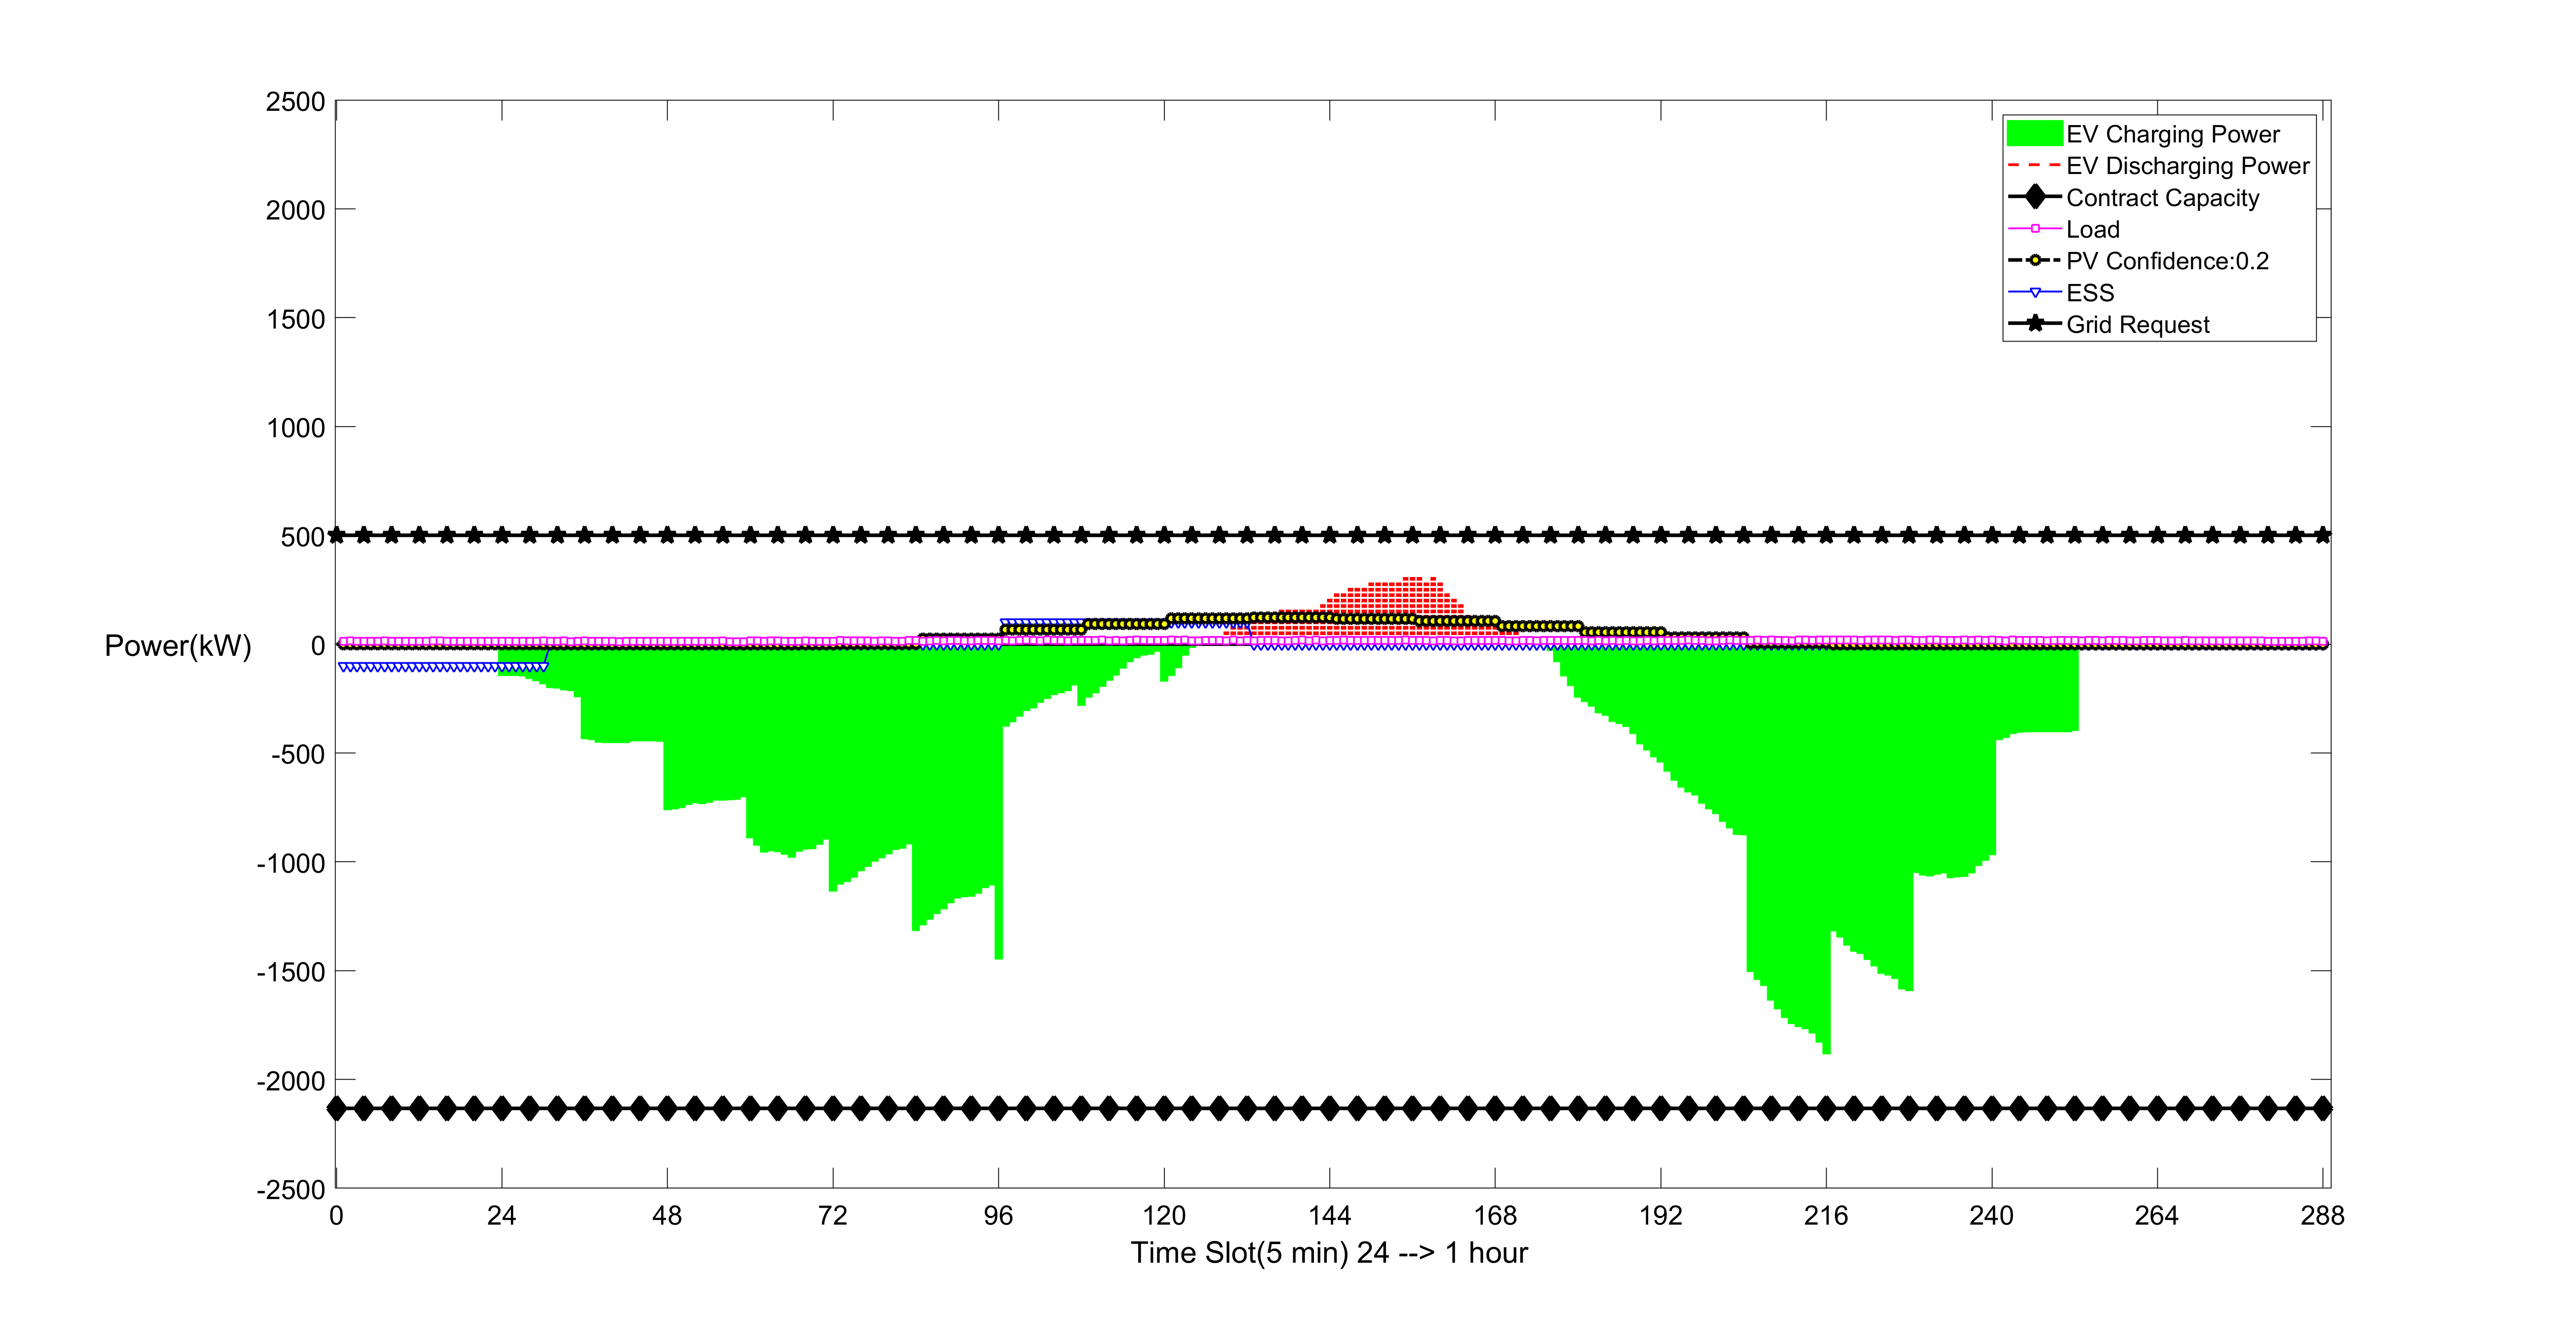 2500
2000
1500
1000
500
0
-500
-1000
-1500
-2000
-2500
Power(kW)
EV Charging Power
EV Discharging Power
Contract Capacity
Load
PV Confidence:0.2
ESS
Grid Request
0 24 48 72 96 120 144 168 192 216 240 264 288
Time Slot(5 min) 24 --> 1 hour